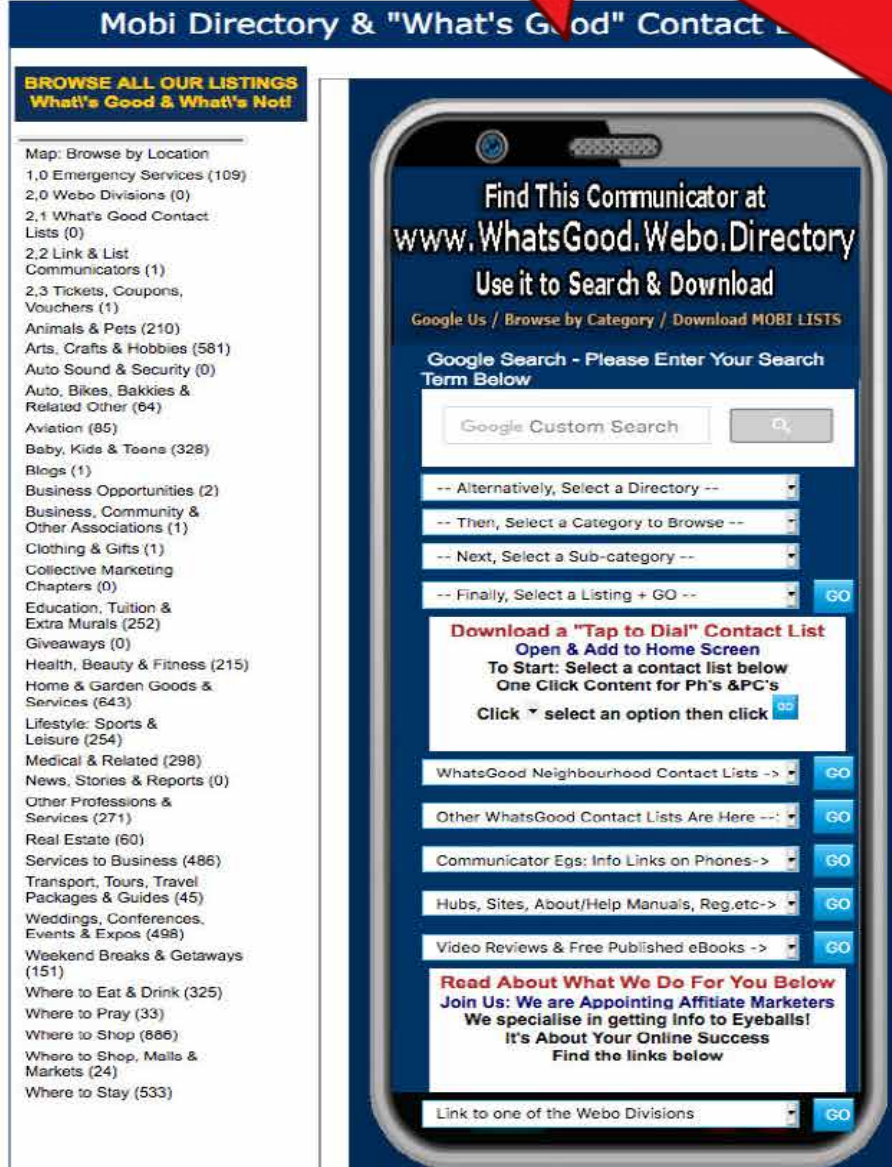 Mobi Directory & "What's Good" Contact
BROWSE ALL OUR LISTINGS
What\'s Good & What\'s Not!
Map: Browse by Location
1,0 Emergency Services (109)
2,0 Webo Divisions (0)
2,1 What's Good Contact
Lists (0)
2,2 Link & List
Communicators (1)
2,3 Tickets, Coupons,
Vouchers (1)
Animals & Pets (210)
Arts, Crafts & Hobbies (581)
Auto Sound & Security (0)
Auto, Bikes, Bakkies &
Related Other (64)
Aviation (85)
Baby, Kids & Teens (328)
Blogs (1)
Business Opportunities (2)
Business, Community &
Other Associations (1)
Clothing & Gifts (1)
Collective Marketing
Chapters (0)
Education, Tuition &
Extra Murals (252)
Giveaways (0)
Health, Beauty & Fitness (215)
Home & Garden Goods &
Services (643)
Lifestyle: Sports &
Leisure (254)
Medical & Related (298)
News, Stories & Reports (0)
Other Professions &
Services (271)
Real Estate (60)
Services to Business (486)
Transport, Tours, Travel
Packages & Guides (45)
Weddings, Conferences,
Events & Expos (498)
Weekend Breaks & Getaways
(151)
Where to Eat & Drink (325)
Where to Pray (33)
Where to Shop (886)
Where to Shop, Malls &
Markets (24)
Where to Stay (533)
Find This Communicator at
www.WhatsGood.Webo.Directory
Use it to Search & Download
Google Us / Browse by Category / Download MOBI LISTS
Google Search - Please Enter Your Search
Term Below
Google Custom Search
-- Alternatively, Select a Directory --
-- Then, Select a Category to Browse --
-- Next, Select a Sub-category --
-- Finally, Select a Listing + GO -- GO
Download a "Tap to Dial" Contact List
Open & Add to Home Screen
To Start: Select a contact list below
One Click Content for Ph's &PC's
Click select an option then click GO
WhatsGood Neighbourhood Contact Lists -> GO
Other WhatsGood Contact Lists Are Here --: GO
Communicator Egs: Info Links on Phones-> GO
Hubs, Sites, About/Help Manuals, Reg.etc-> GO
Video Reviews & Free Published eBooks -> GO
Read About What We Do For You Below
Join Us: We are Appointing Affitiate Marketers
We specialise in getting Info to Eyeballs!
It's About Your Online Success
Find the links below
Link to one of the Webo Divisions GO